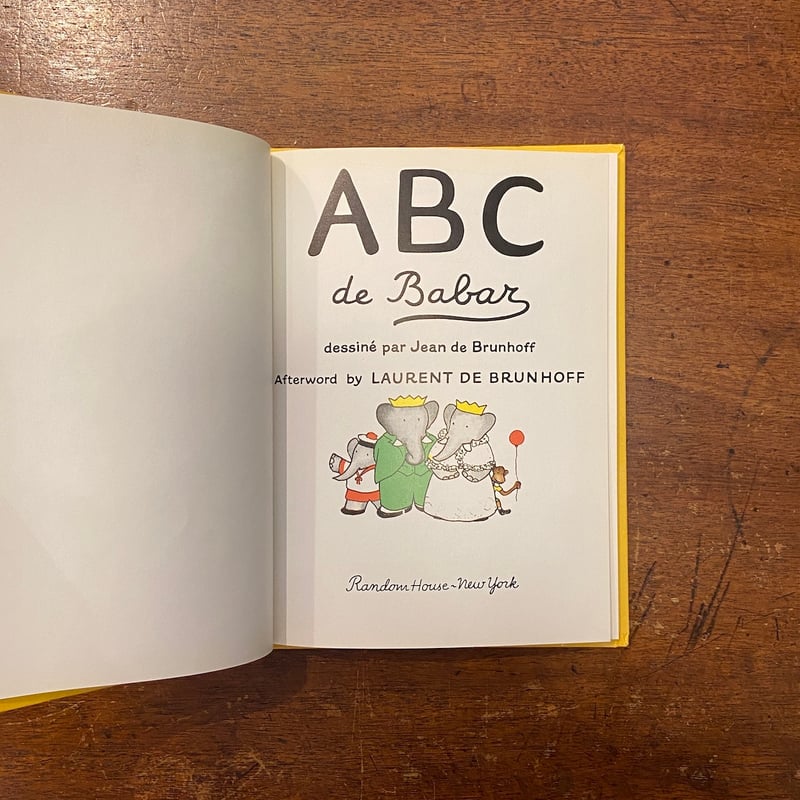 ABC
de Babar
dessiné par Jean de Brunhoff
Afterword by LAURENT DE BRUNHOFF
Random House ~ New York